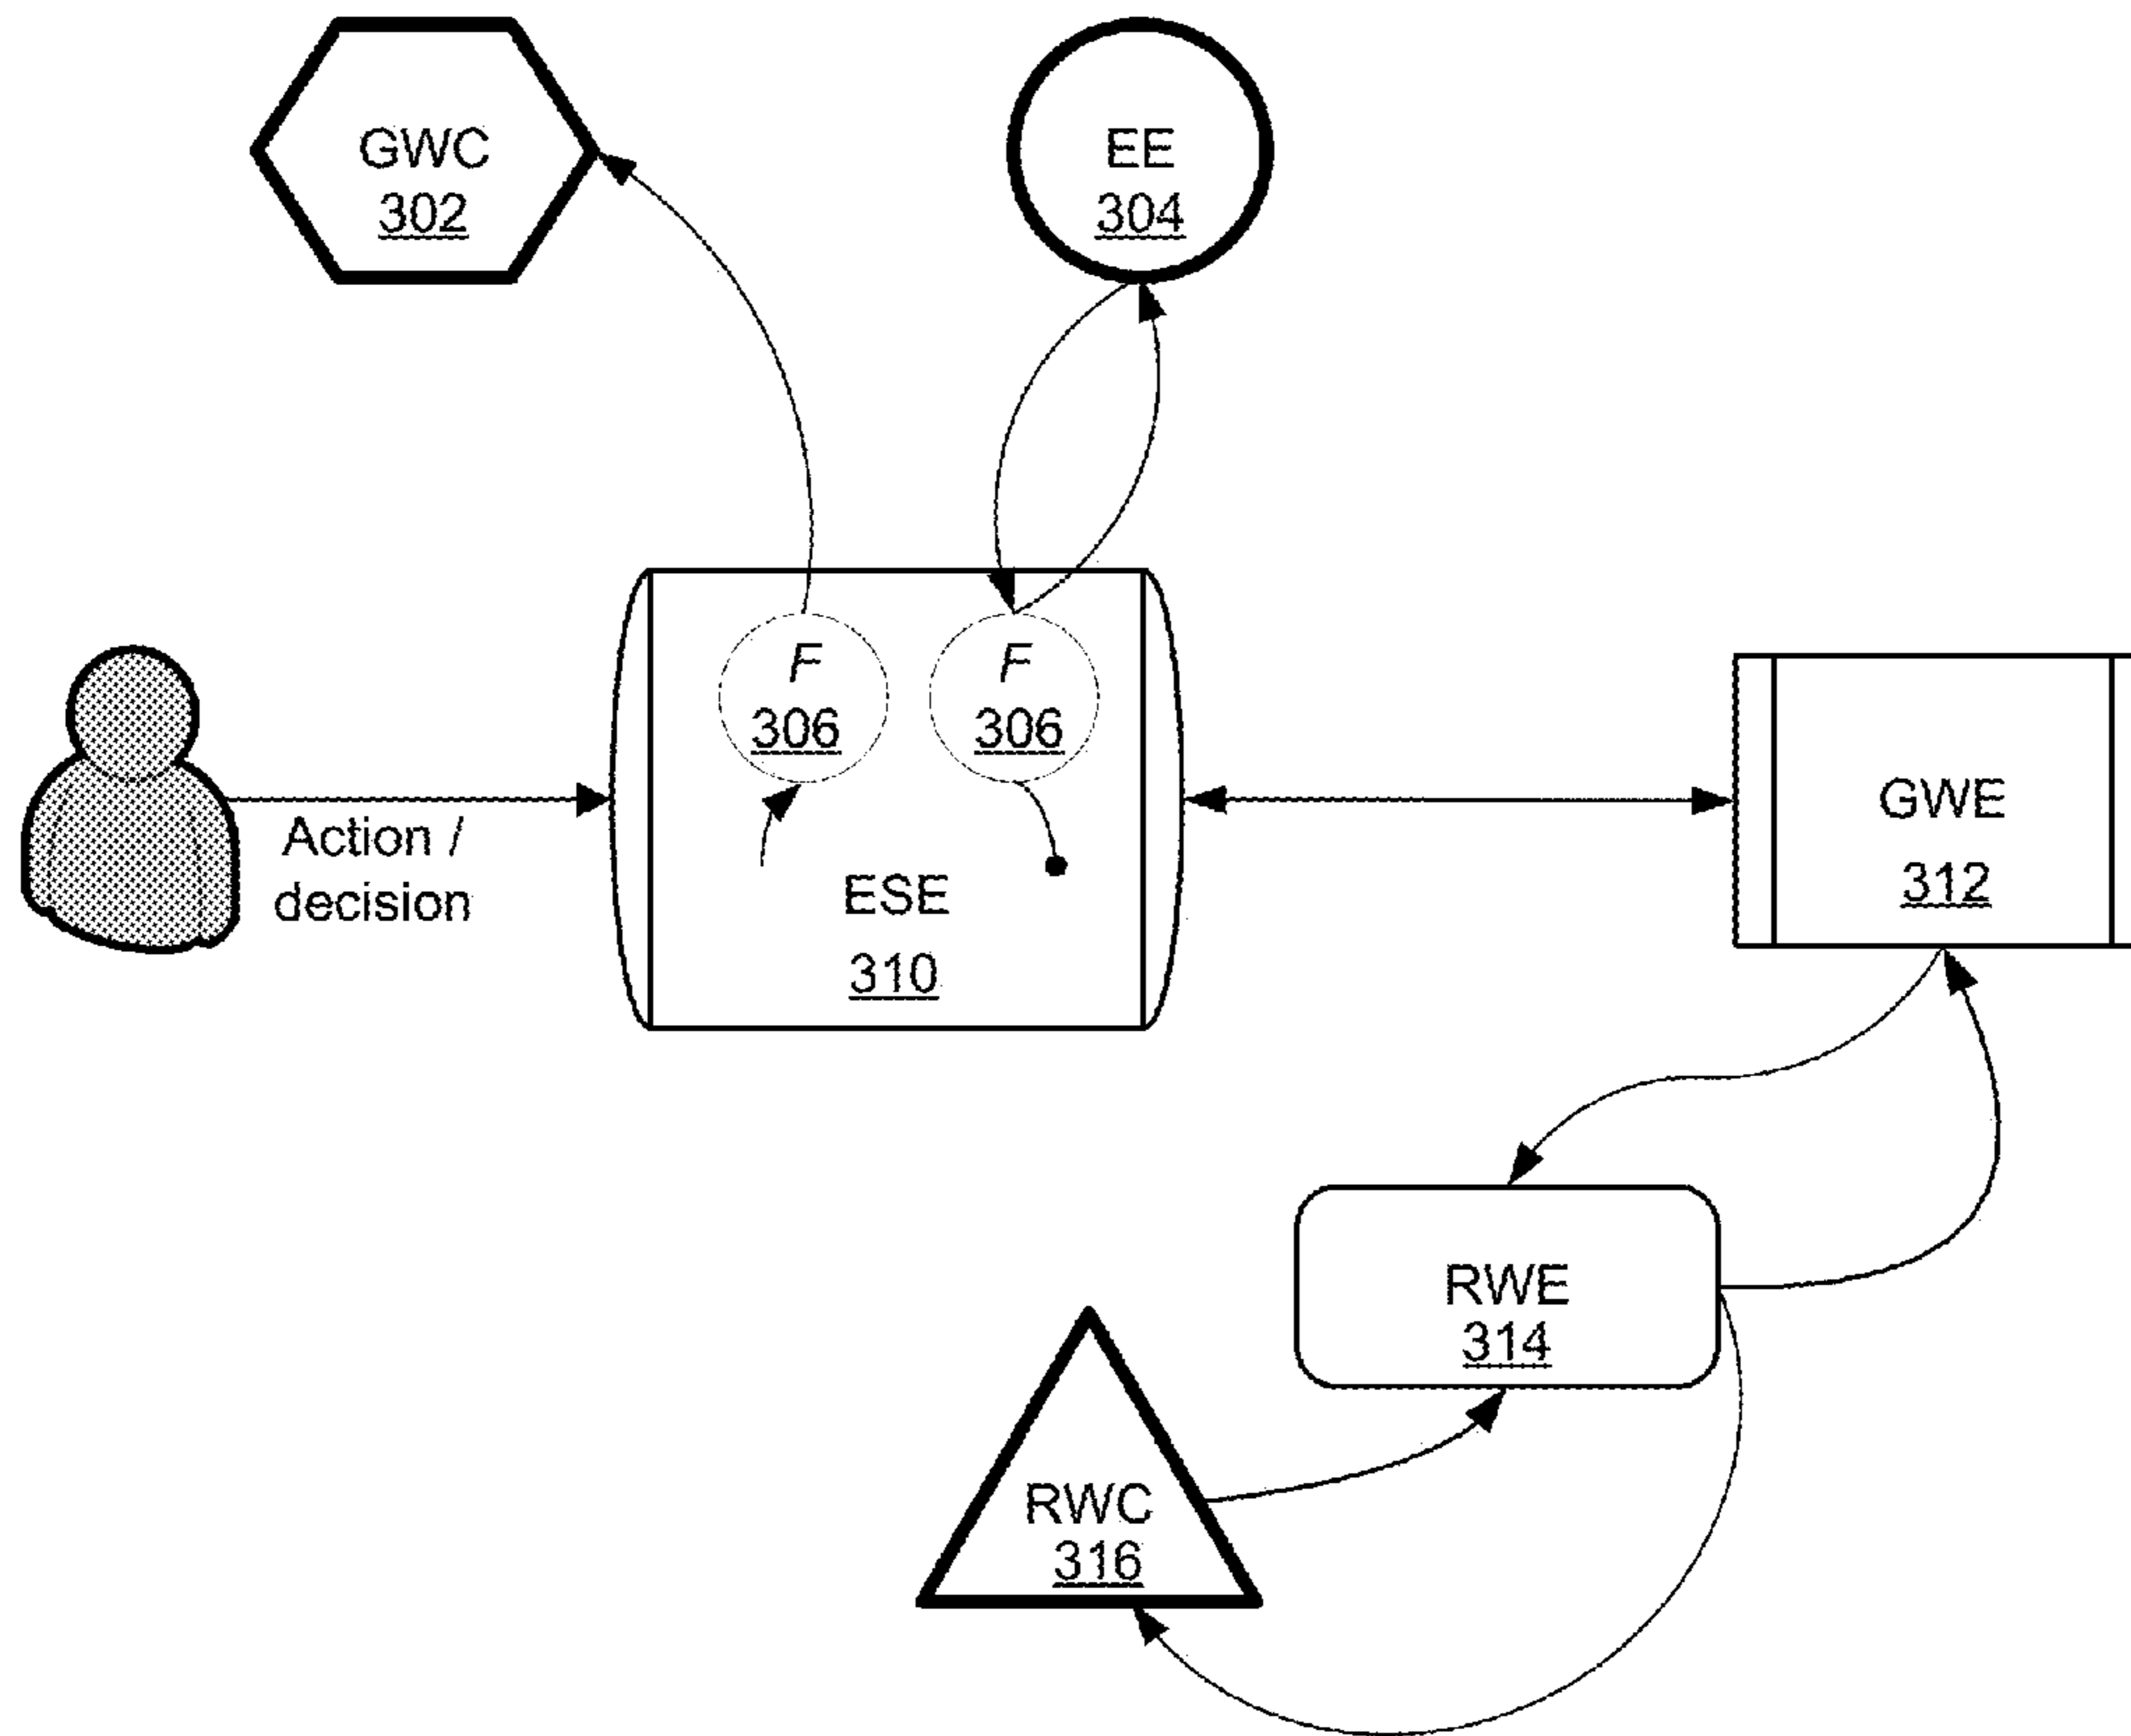 GWC
302
EE
304
F
306
F
306
Action /
decision
ESE
310
GWE
312
RWE
314
RWC
316